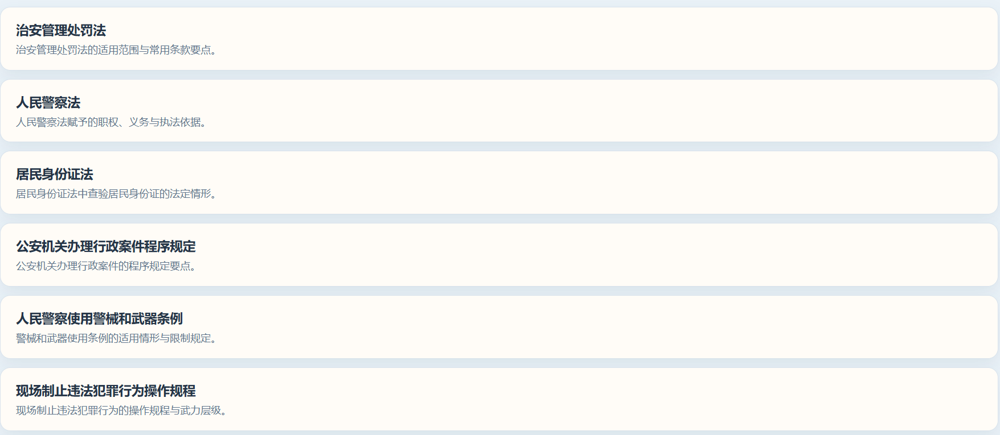 治安管理处罚法
治安管理处罚法的适用范围与常用条款要点。
人民警察法
人民警察法赋予的职权、义务与执法依据。
居民身份证法
居民身份证法中查验居民身份证的法定情形。
公安机关办理行政案件程序规定
公安机关办理行政案件的程序规定要点。
人民警察使用警械和武器条例
警械和武器使用条例的适用情形与限制规定。
现场制止违法犯罪行为操作规程
现场制止违法犯罪行为的操作规程与武力层级。